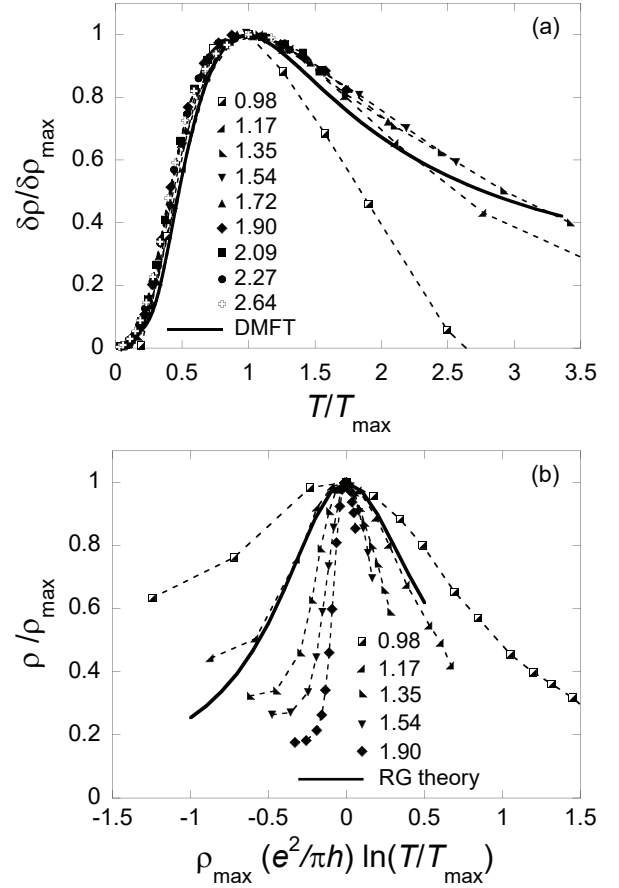 (a)
1
0.8
0.6
0.4
0.2
0
δρ/δρmax
0.98
1.17
1.35
1.54
1.72
1.90
2.09
2.27
2.64
DMFT
0 0.5 1 1.5 2 2.5 3 3.5
T/Tmax
(b)
1
0.8
0.6
0.4
0.2
0
ρ/ρmax
0.98
1.17
1.35
1.54
1.90
RG theory
-1.5 -1 -0.5 0 0.5 1 1.5
ρmax (e²/πh) ln(T/Tmax)